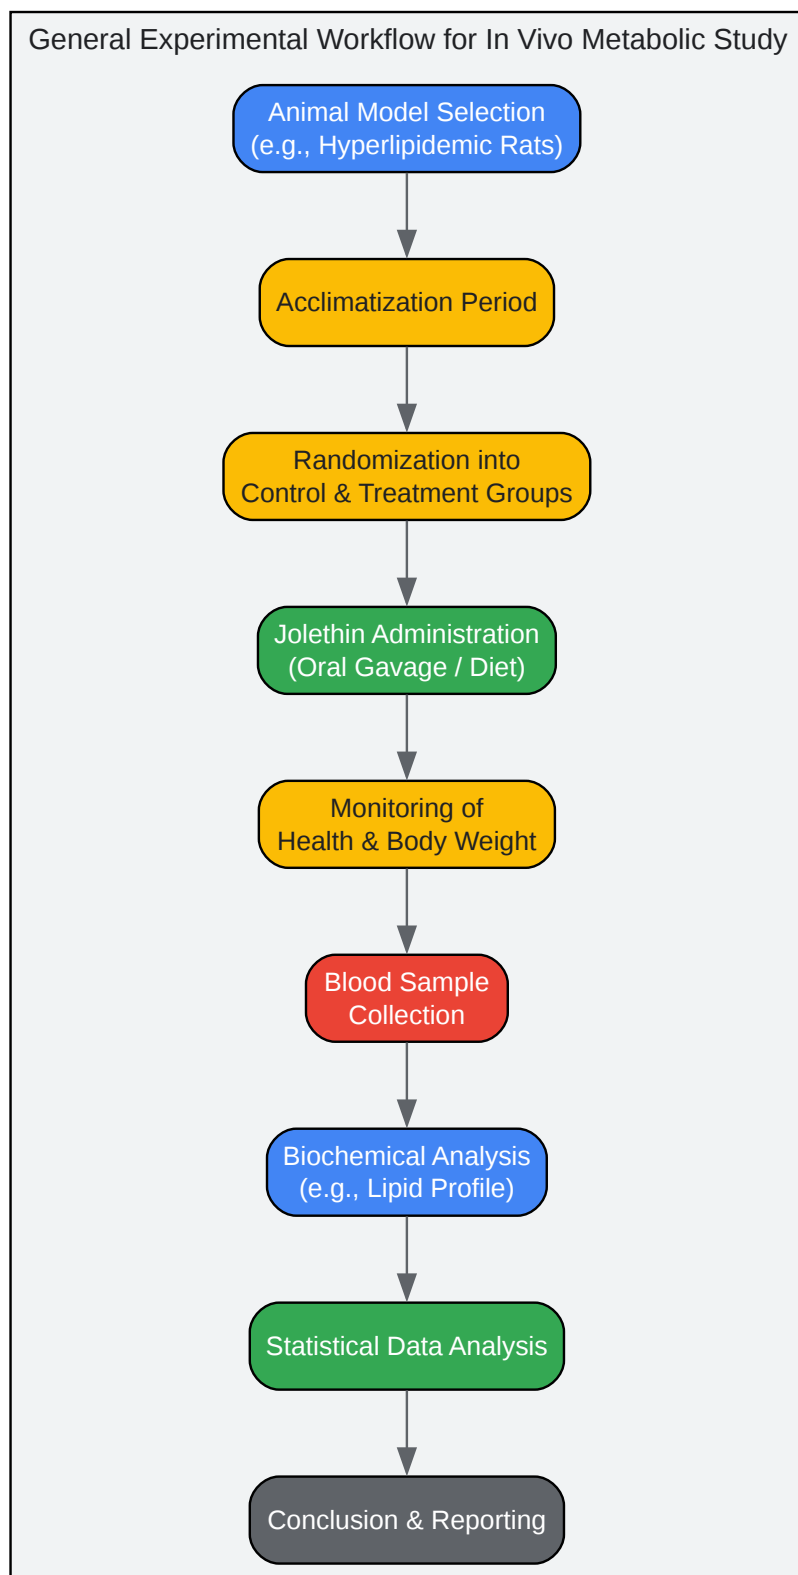 General Experimental Workflow for In Vivo Metabolic Study
Animal Model Selection
(e.g., Hyperlipidemic Rats)
Acclimatization Period
Randomization into
Control & Treatment Groups
Jolethin Administration
(Oral Gavage / Diet)
Monitoring of
Health & Body Weight
Blood Sample
Collection
Biochemical Analysis
(e.g., Lipid Profile)
Statistical Data Analysis
Conclusion & Reporting